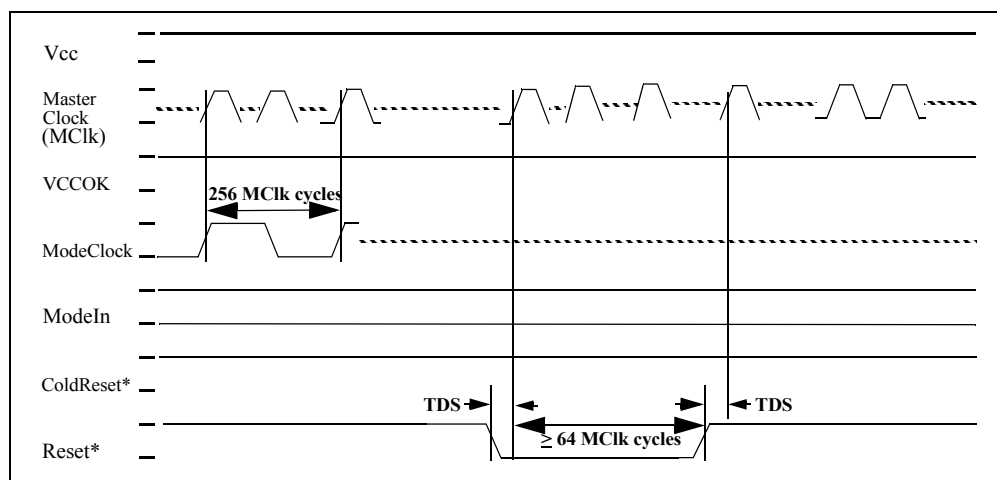 Vcc
Master
Clock
(MClk)
VCCOK
256 MClk cycles
ModeClock
ModeIn
ColdReset*
TDS
TDS
≥ 64 MClk cycles
Reset*